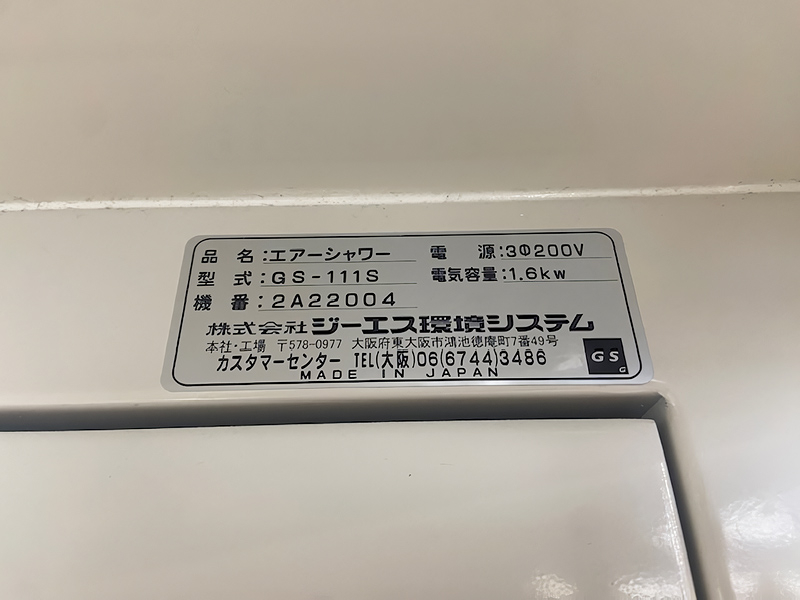 品名:エアーシャワー 電源:3Φ200V
型式:GS-111S 電気容量:1.6kw
機番:2A22004
株式会社ジーエス環境システム
本社・工場 〒578-0977 大阪府東大阪市鴻池徳庵町7番49号
カスタマーセンター TEL(大阪)06(6744)3486
MADE IN JAPAN
GS
G